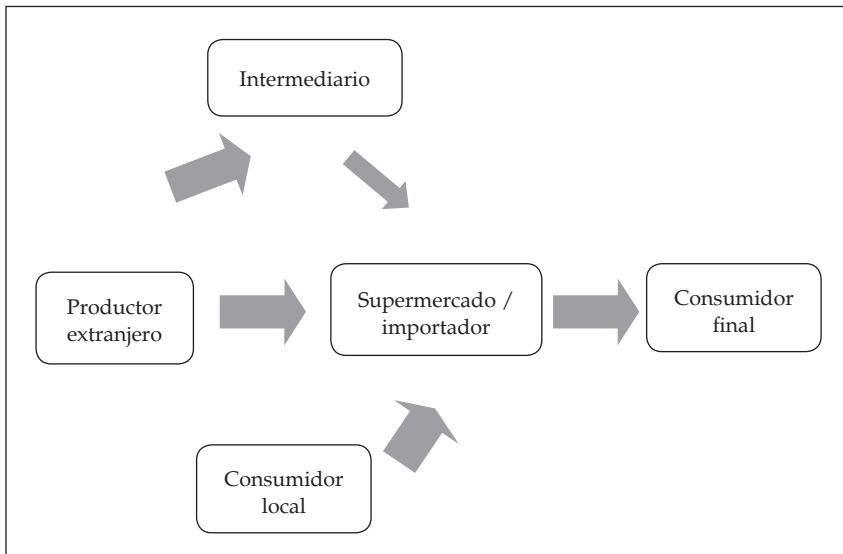 Intermediario
Productor
extranjero
Supermercado /
importador
Consumidor
final
Consumidor
local